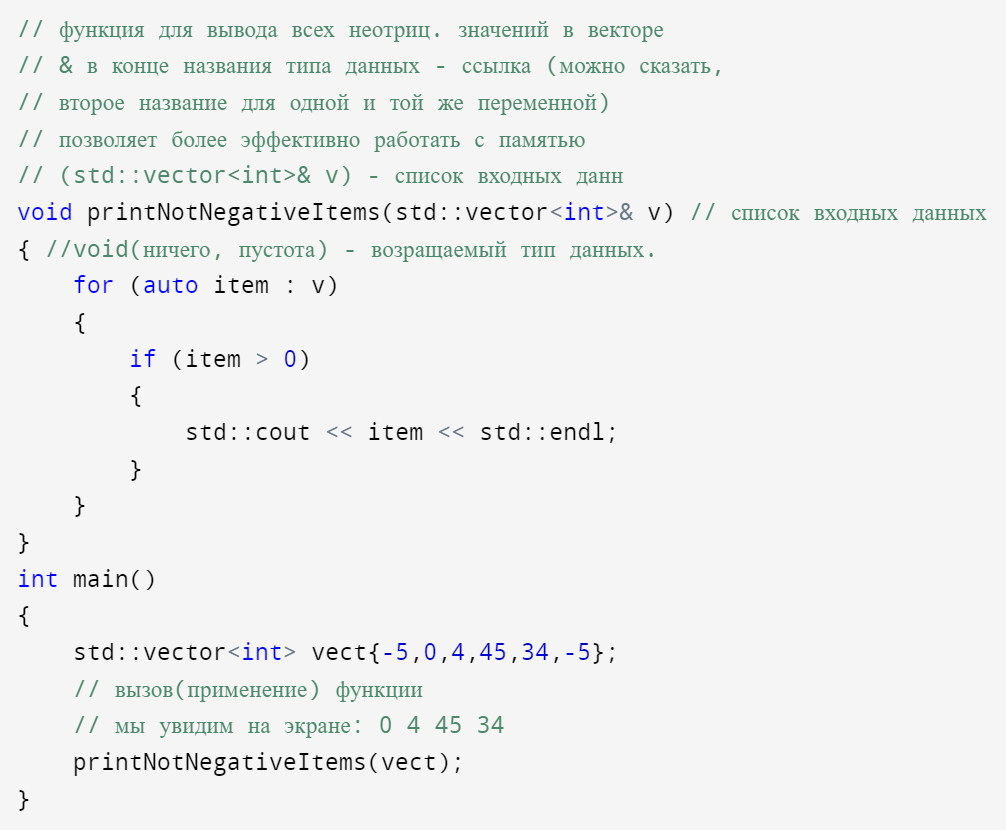 // функция для вывода всех неотриц. значений в векторе
// & в конце названия типа данных - ссылка (можно сказать,
// второе название для одной и той же переменной)
// позволяет более эффективно работать с памятью
// (std::vector<int>& v) - список входных данн
void printNotNegativeItems(std::vector<int>& v) // список входных данных
{ //void(ничего, пустота) - возращаемый тип данных.
    for (auto item : v)
    {
        if (item > 0)
        {
            std::cout << item << std::endl;
        }
    }
}
int main()
{
    std::vector<int> vect{-5,0,4,45,34,-5};
    // вызов(применение) функции
    // мы увидим на экране: 0 4 45 34
    printNotNegativeItems(vect);
}